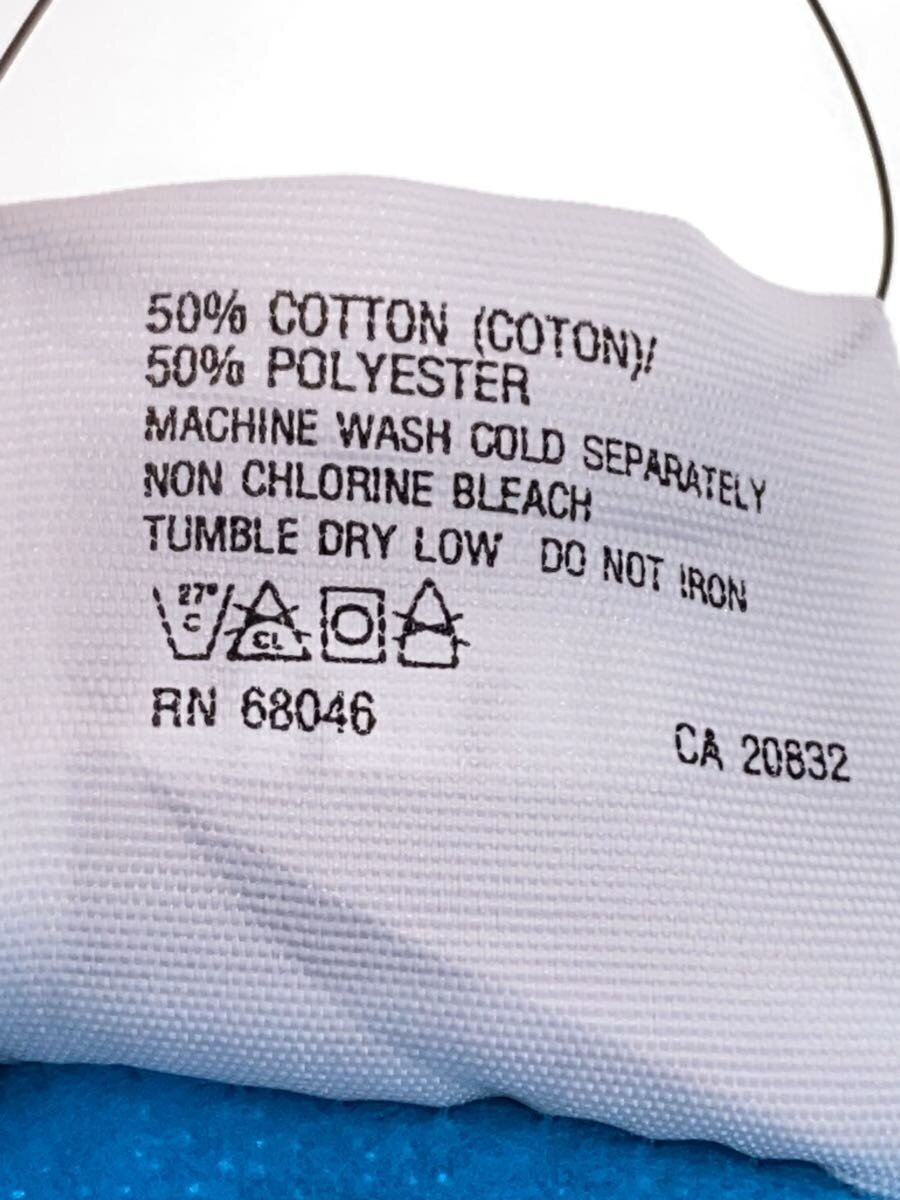 50% COTTON (COTON)/
50% POLYESTER
MACHINE WASH COLD SEPARATELY
NON CHLORINE BLEACH
TUMBLE DRY LOW DO NOT IRON
27° C CL
RN 68046
CA 20832